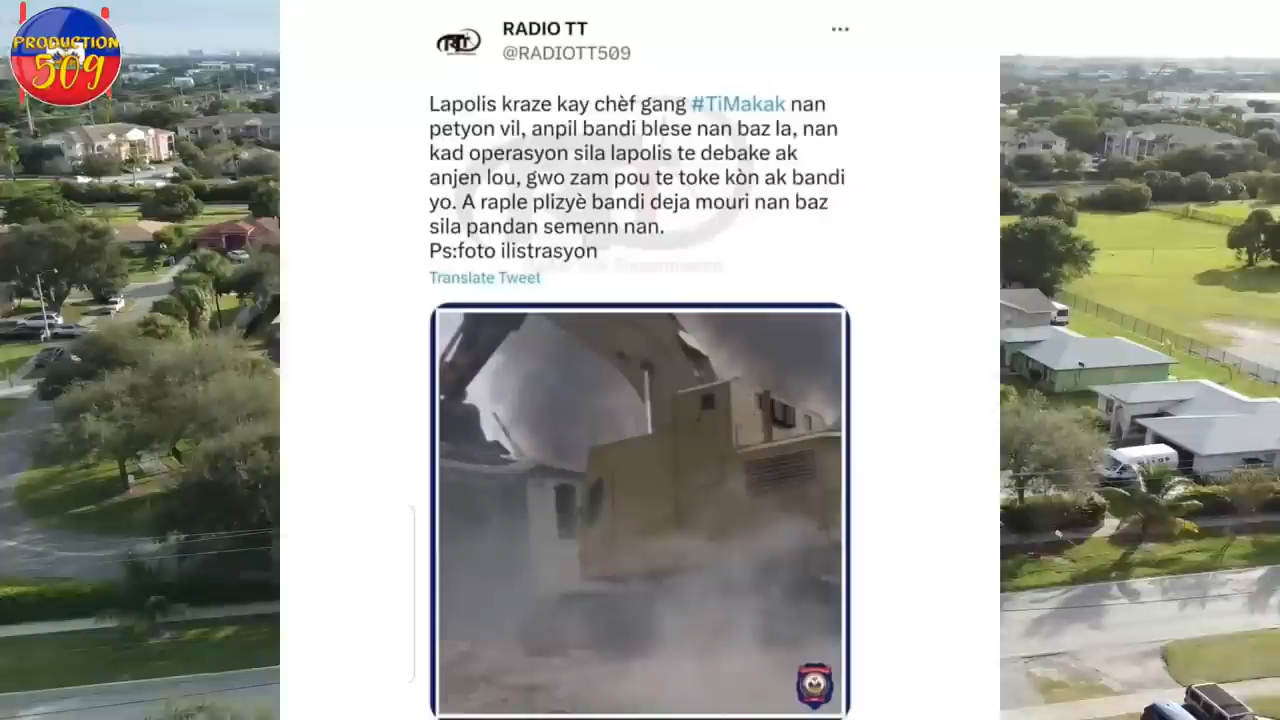 PRODUCTION
509
RADIO TT
@RADIOTT509
Lapolis kraze kay chèf gang #TiMakak nan
petyon vil, anpil bandi blese nan baz la, nan
kad operasyon sila lapolis te debake ak
anjen lou, gwo zam pou te toke kòn ak bandi
yo. A raple plizyè bandi deja mouri nan baz
sila pandan semenn nan.
Ps:foto ilistrasyon
Translate Tweet